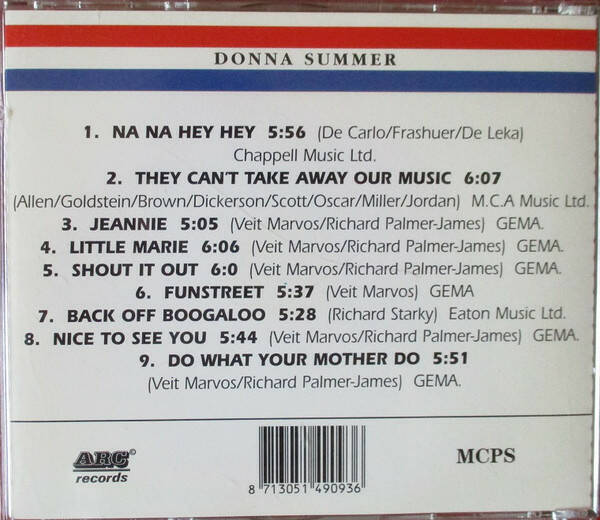 DONNA SUMMER
1. NA NA HEY HEY 5:56 (De Carlo/Frashuer/De Leka)
Chappell Music Ltd.
2. THEY CAN'T TAKE AWAY OUR MUSIC 6:07
(Allen/Goldstein/Brown/Dickerson/Scott/Oscar/Miller/Jordan) M.C.A Music Ltd.
3. JEANNIE 5:05 (Veit Marvos/Richard Palmer-James) GEMA.
4. LITTLE MARIE 6:06 (Veit Marvos/Richard Palmer-James) GEMA.
5. SHOUT IT OUT 6:0 (Veit Marvos/Richard Palmer-James) GEMA.
6. FUNSTREET 5:37 (Veit Marvos) GEMA
7. BACK OFF BOOGALOO 5:28 (Richard Starky) Eaton Music Ltd.
8. NICE TO SEE YOU 5:44 (Veit Marvos/Richard Palmer-James) GEMA.
9. DO WHAT YOUR MOTHER DO 5:51
(Veit Marvos/Richard Palmer-James) GEMA.
ARC©
records
8 713051 490936
MCPS